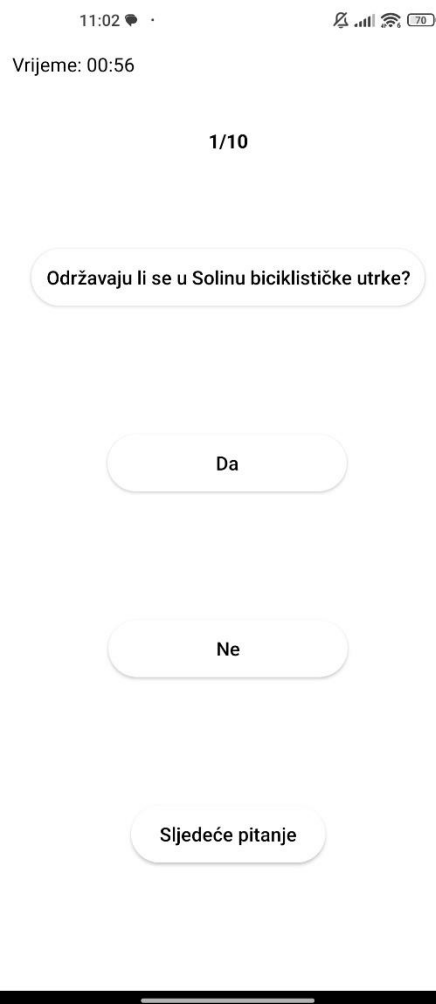 11:02
70
Vrijeme: 00:56
1/10
Održavaju li se u Solinu biciklističke utrke?
Da
Ne
Sljedeće pitanje